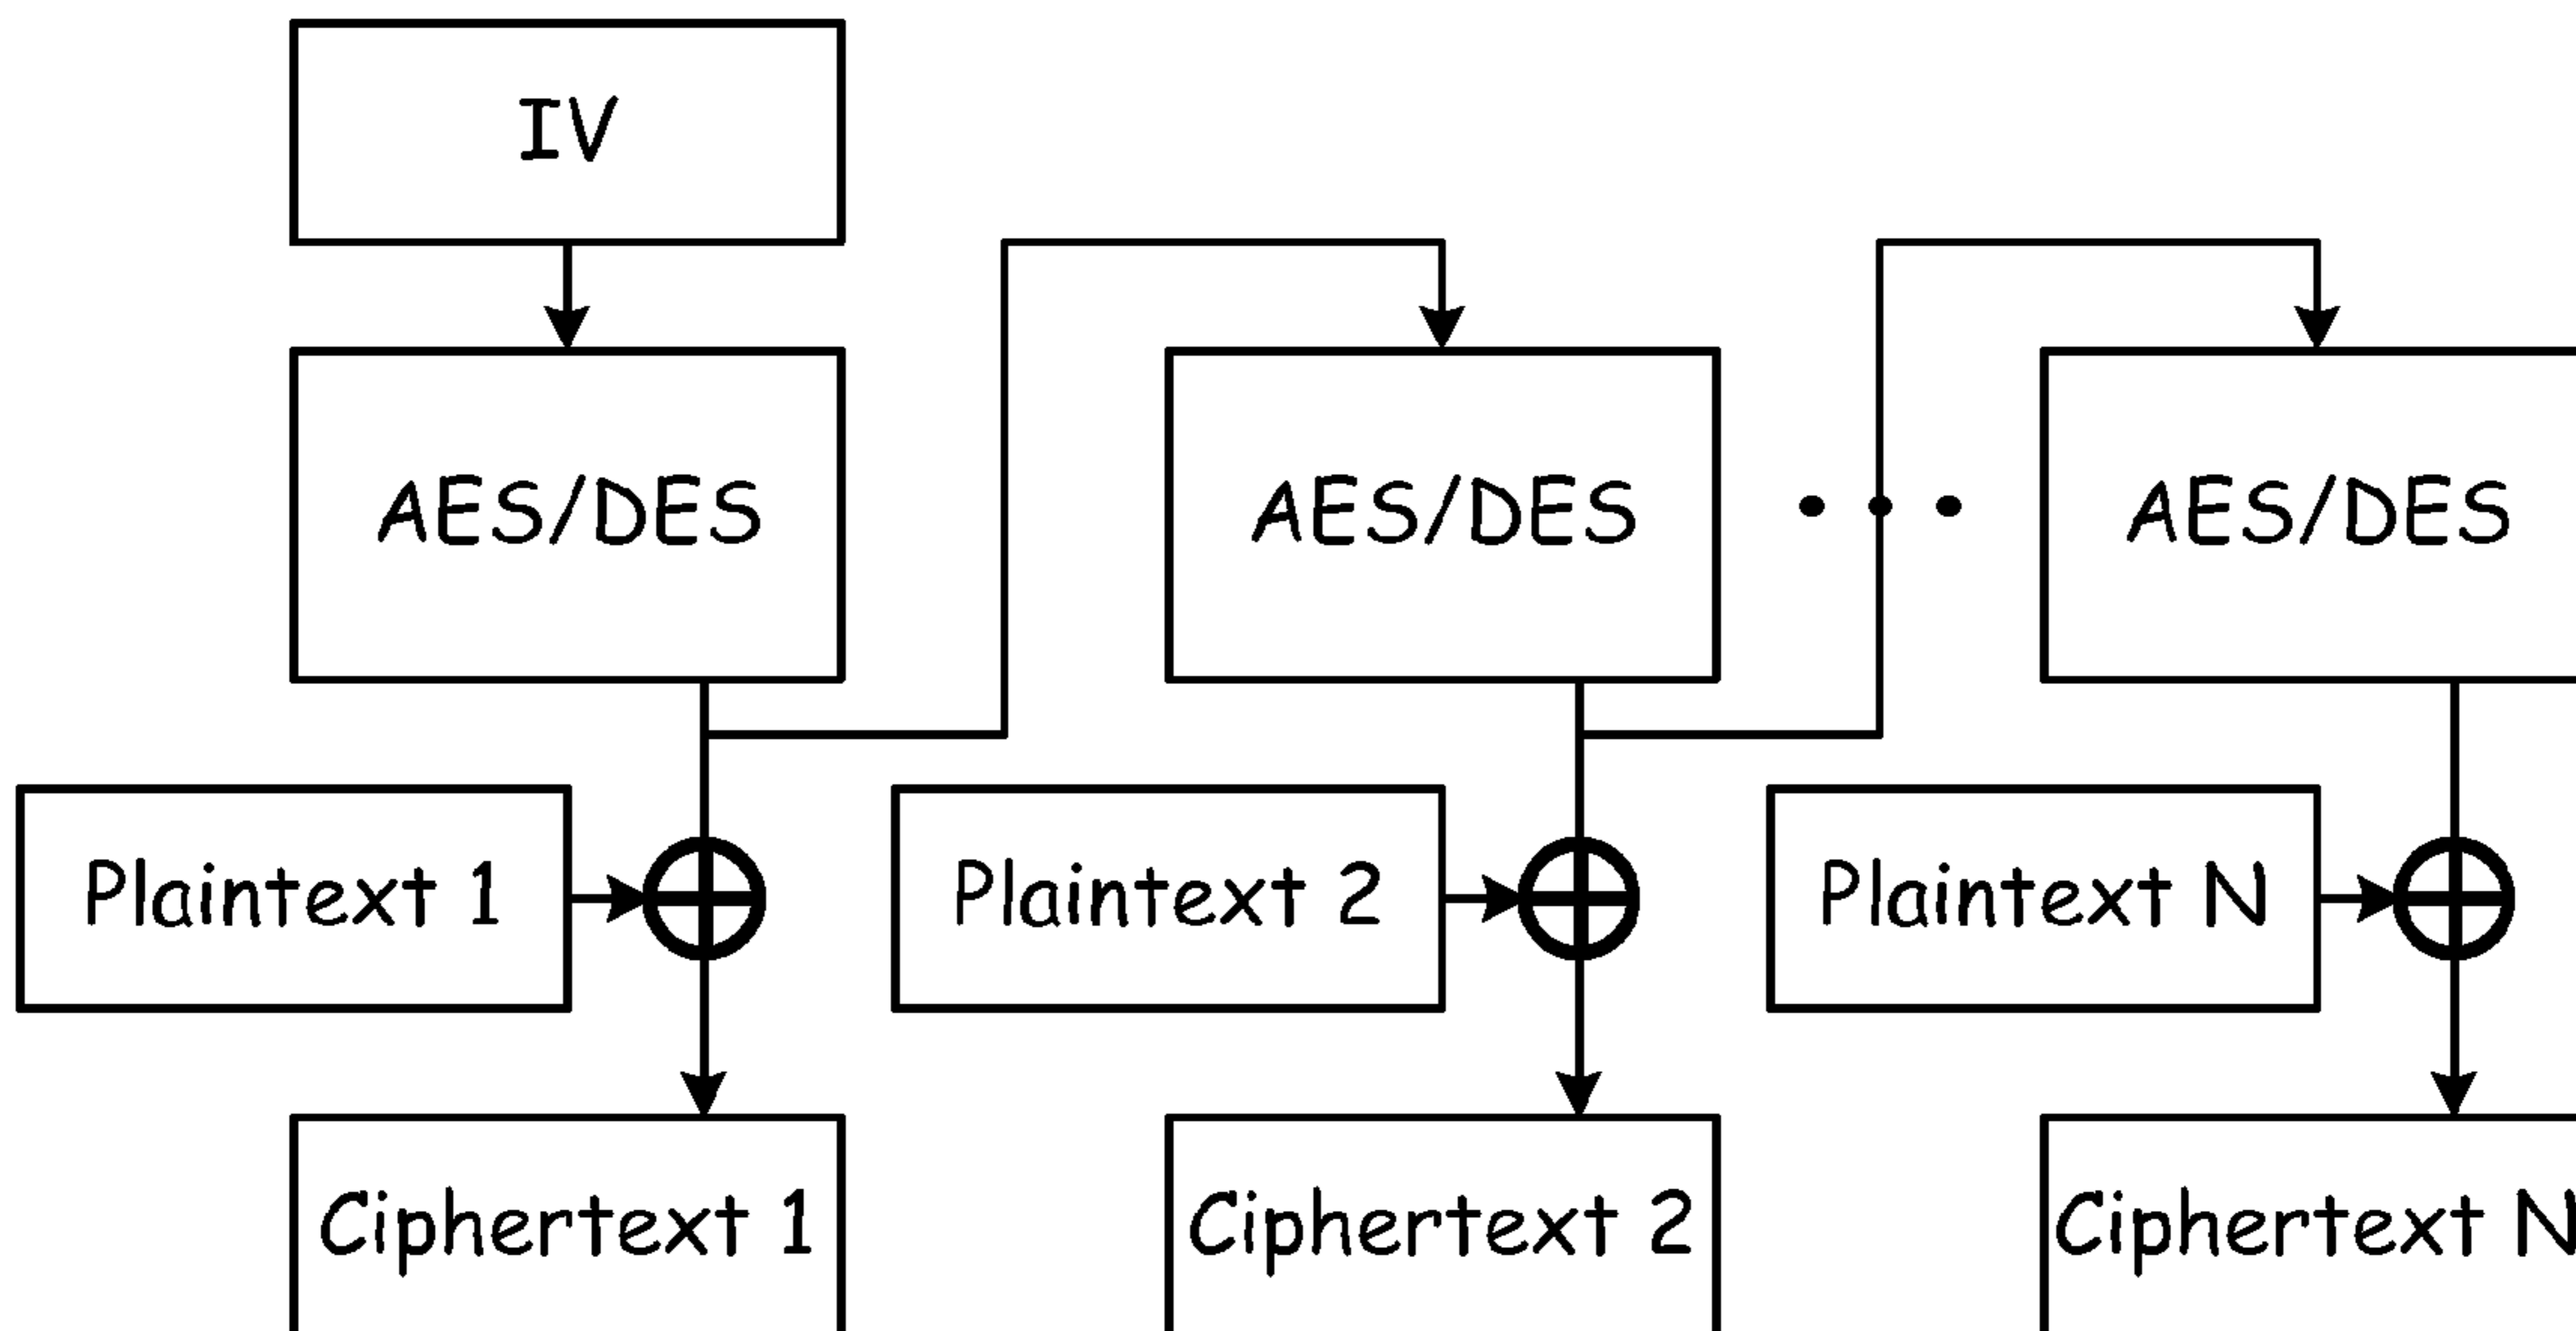 IV
AES/DES
AES/DES
AES/DES
Plaintext 1
Plaintext 2
Plaintext N
Ciphertext 1
Ciphertext 2
Ciphertext N